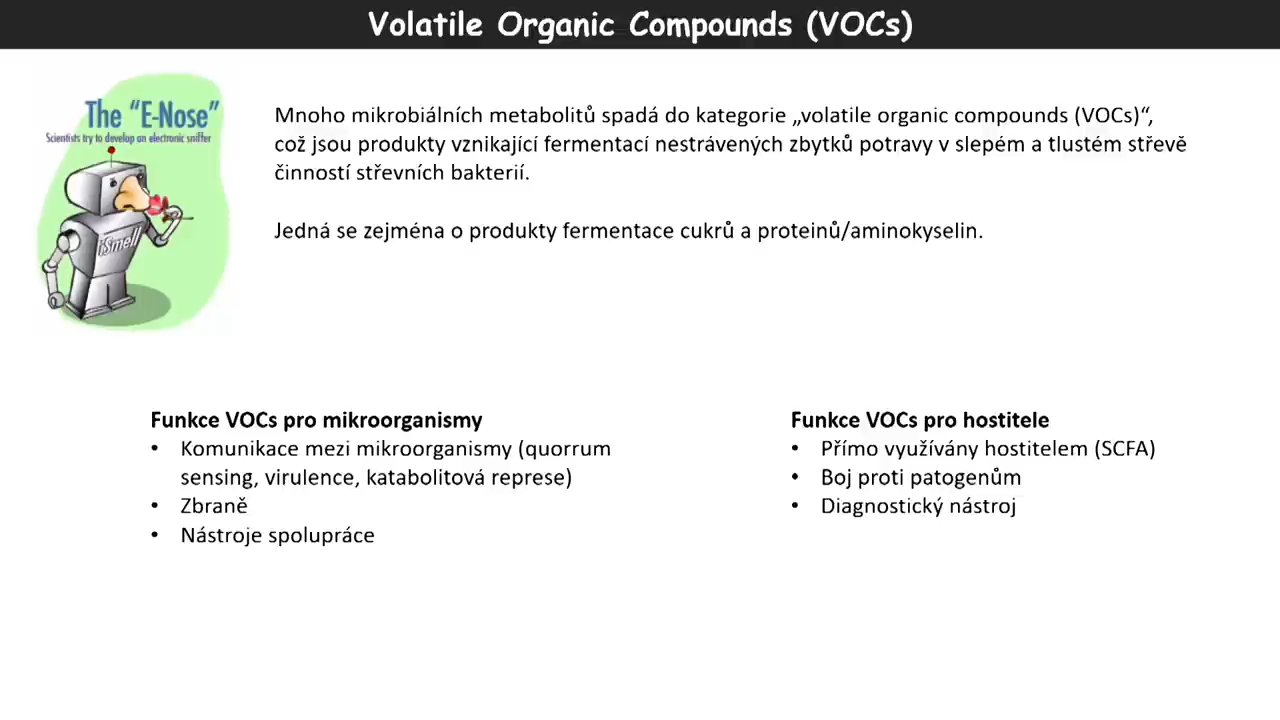 Volatile Organic Compounds (VOCs)
The "E-Nose"
Scientists try to develop an electronic sniffer
iSmell
Mnoho mikrobiálních metabolitů spadá do kategorie „volatile organic compounds (VOCs)“,
což jsou produkty vznikající fermentací nestrávených zbytků potravy v slepém a tlustém střevě
činností střevních bakterií.
Jedná se zejména o produkty fermentace cukrů a proteinů/aminokyselin.
Funkce VOCs pro mikroorganismy
• Komunikace mezi mikroorganismy (quorrum
sensing, virulence, katabolitová represe)
• Zbraně
• Nástroje spolupráce
Funkce VOCs pro hostitele
• Přímo využívány hostitelem (SCFA)
• Boj proti patogenům
• Diagnostický nástroj